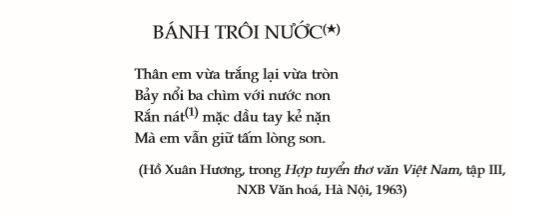 BÁNH TRÔI NƯỚC(★)
Thân em vừa trắng lại vừa tròn
Bảy nổi ba chìm với nước non
Rắn nát(1) mặc dầu tay kẻ nặn
Mà em vẫn giữ tấm lòng son.
(Hồ Xuân Hương, trong Hợp tuyển thơ văn Việt Nam, tập III,
NXB Văn hoá, Hà Nội, 1963)